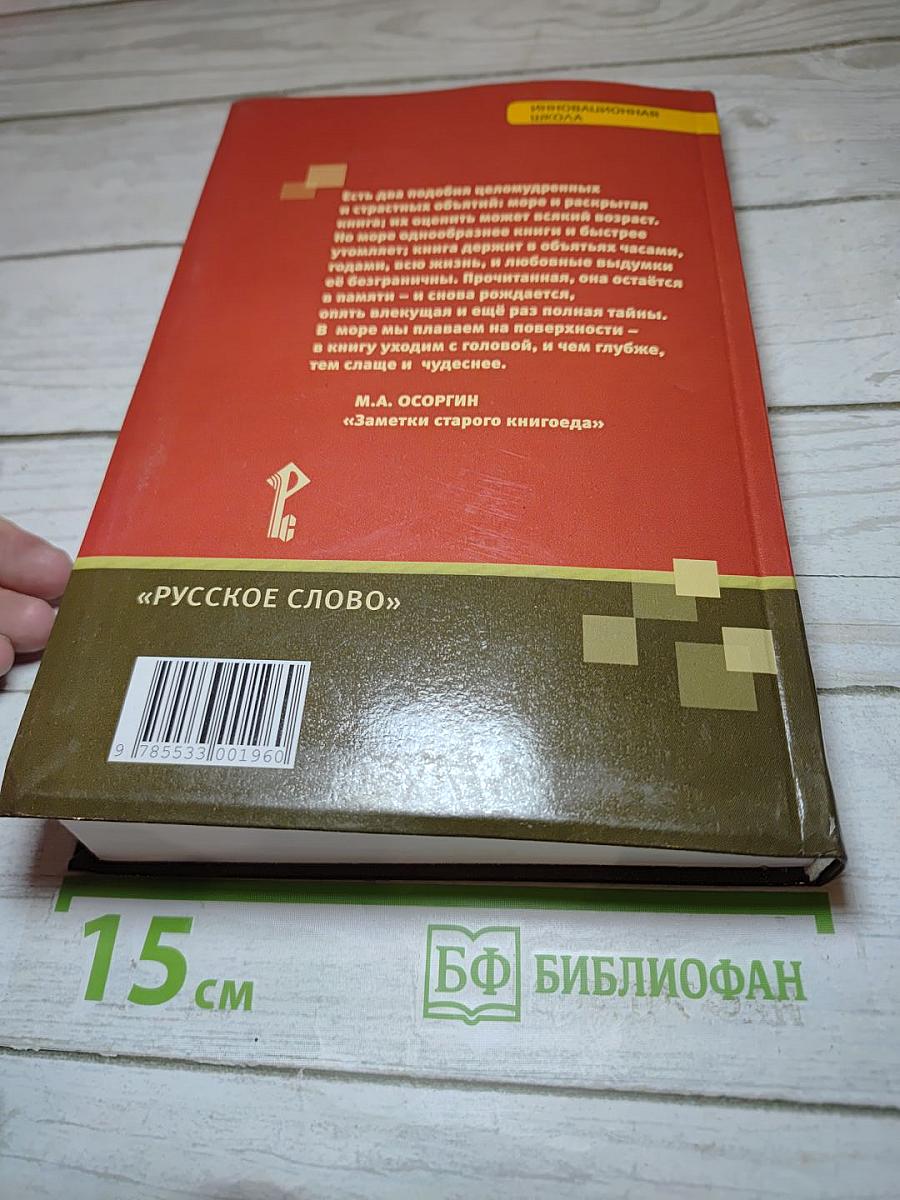 ИННОВАЦИОННАЯ
ШКОЛА
Есть два подобия целомудренных
и страстных объятий: море и раскрытая
книга; их оценить может всякий возраст.
Но море однообразнее книги и быстрее
утомляет; книга держит в объятьях часами,
годами, всю жизнь, и любовные выдумки
её безграничны. Прочитанная, она остаётся
в памяти – и снова рождается,
опять влекущая и ещё раз полная тайны.
В море мы плаваем на поверхности –
в книгу уходим с головой, и чем глубже,
тем слаще и чудеснее.
М.А. ОСОРГИН
«Заметки старого книгоеда»
РС
«РУССКОЕ СЛОВО»
9 785533 001960
15 см
БФ БИБЛИОФАН